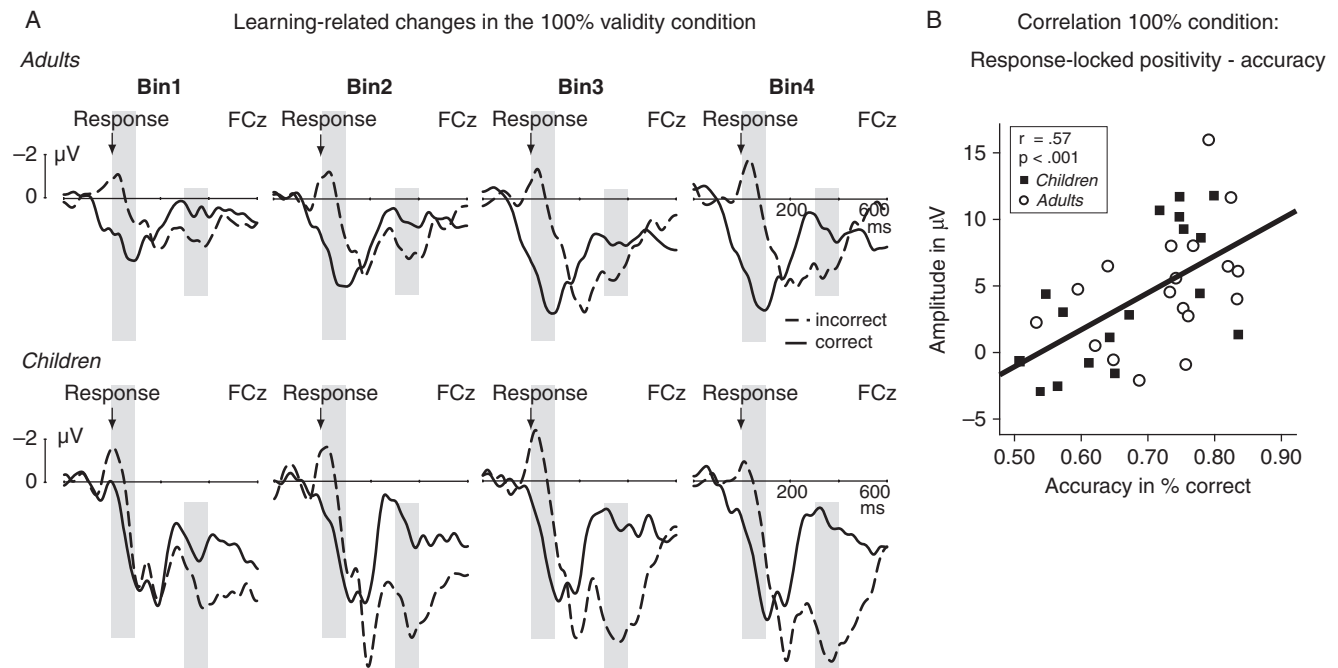 A
Learning-related changes in the 100% validity condition
Adults
Bin1
Bin2
Bin3
Bin4
Response
FCz
Response
FCz
Response
FCz
Response
FCz
−2
µV
0
200
600
ms
incorrect
correct
Children
Response
FCz
Response
FCz
Response
FCz
Response
FCz
−2
µV
0
200
600
ms
B
Correlation 100% condition:
Response-locked positivity - accuracy
r = .57
p < .001
Children
Adults
Amplitude in µV
15
10
5
0
−5
0.50
0.60
0.70
0.80
0.90
Accuracy in % correct